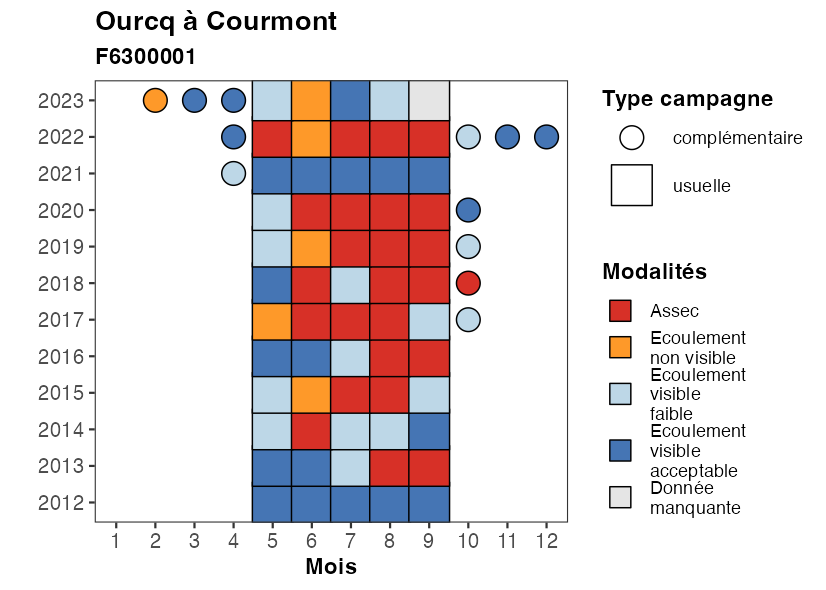 Ourcq à Courmont
F6300001
2023
2022
2021
2020
2019
2018
2017
2016
2015
2014
2013
2012
1 2 3 4 5 6 7 8 9 10 11 12
Mois
Type campagne
complémentaire
usuelle
Modalités
Assec
Ecoulement
non visible
Ecoulement
visible
faible
Ecoulement
visible
acceptable
Donnée
manquante